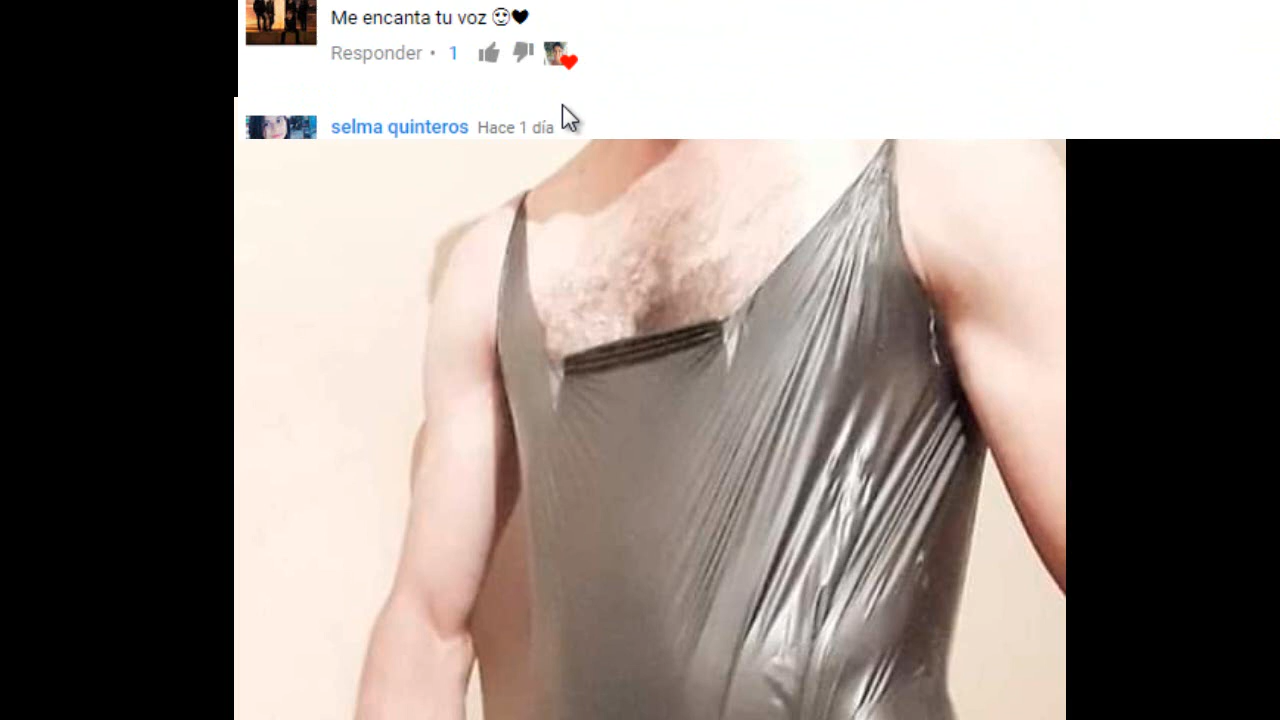 Me encanta tu voz 😍🖤
Responder • 1
selma quinteros Hace 1 día